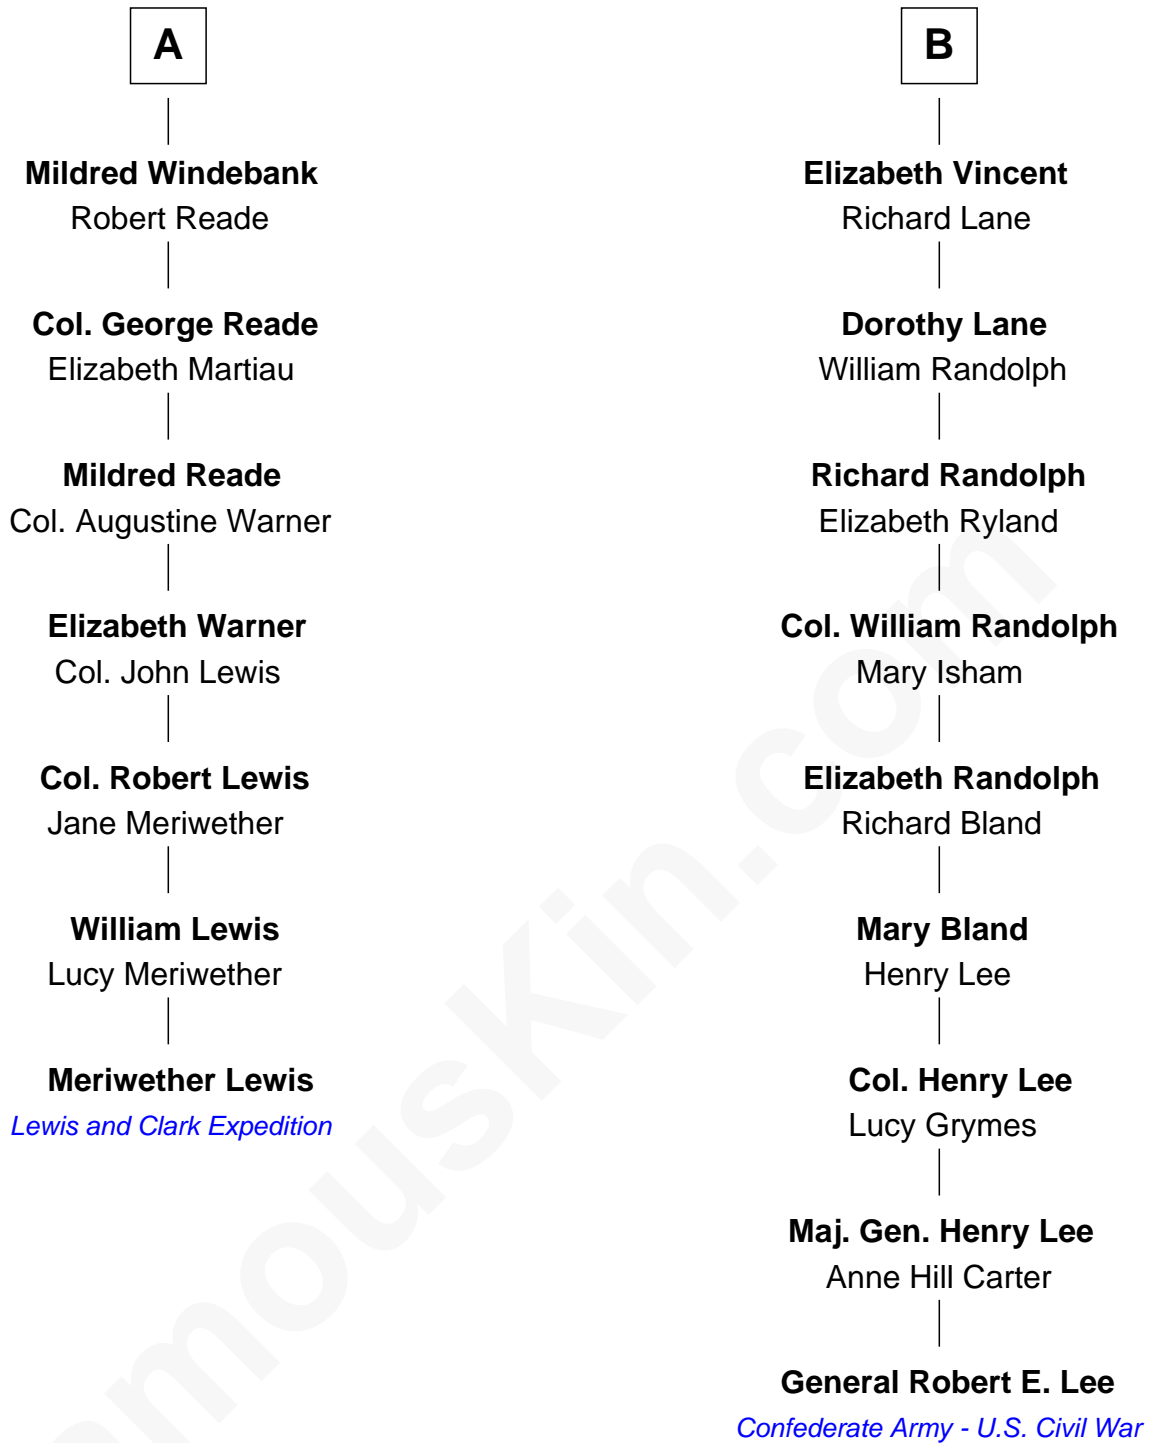 A
Mildred Windebank
Robert Reade
Col. George Reade
Elizabeth Martiau
Mildred Reade
Col. Augustine Warner
Elizabeth Warner
Col. John Lewis
Col. Robert Lewis
Jane Meriwether
William Lewis
Lucy Meriwether
Meriwether Lewis
Lewis and Clark Expedition
B
Elizabeth Vincent
Richard Lane
Dorothy Lane
William Randolph
Richard Randolph
Elizabeth Ryland
Col. William Randolph
Mary Isham
Elizabeth Randolph
Richard Bland
Mary Bland
Henry Lee
Col. Henry Lee
Lucy Grymes
Maj. Gen. Henry Lee
Anne Hill Carter
General Robert E. Lee
Confederate Army - U.S. Civil War
amousKin.com